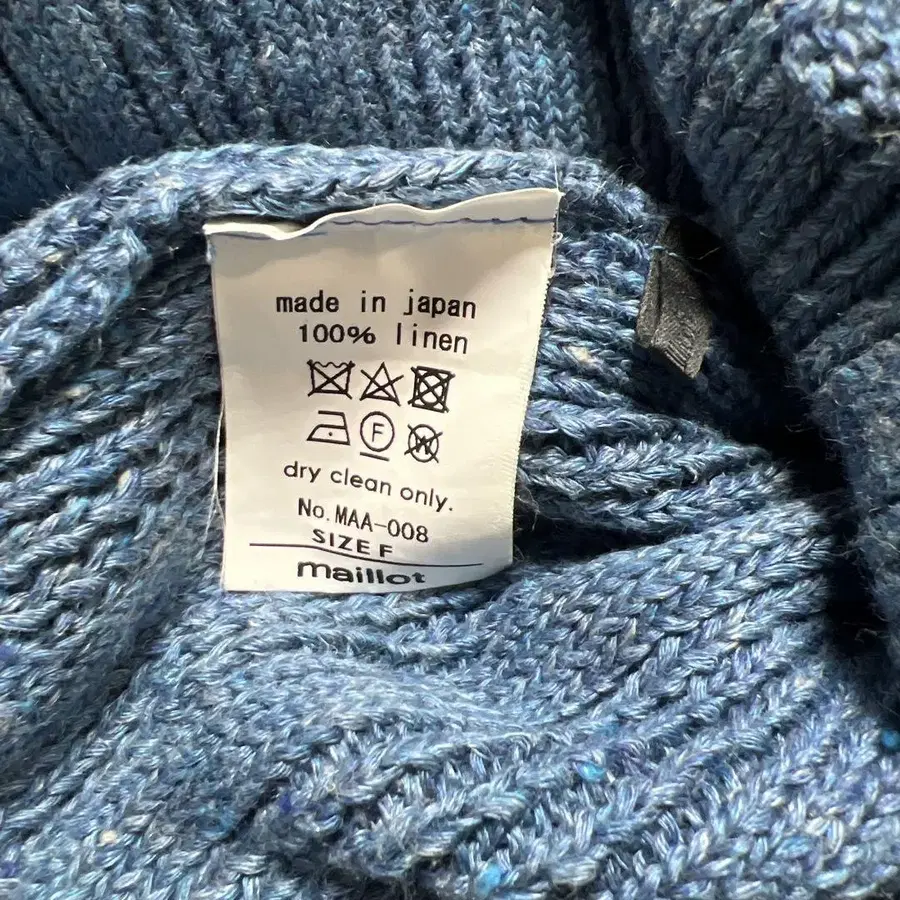 made in japan
100% linen
F W
dry clean only.
No.MAA-008
SIZE F
maillot